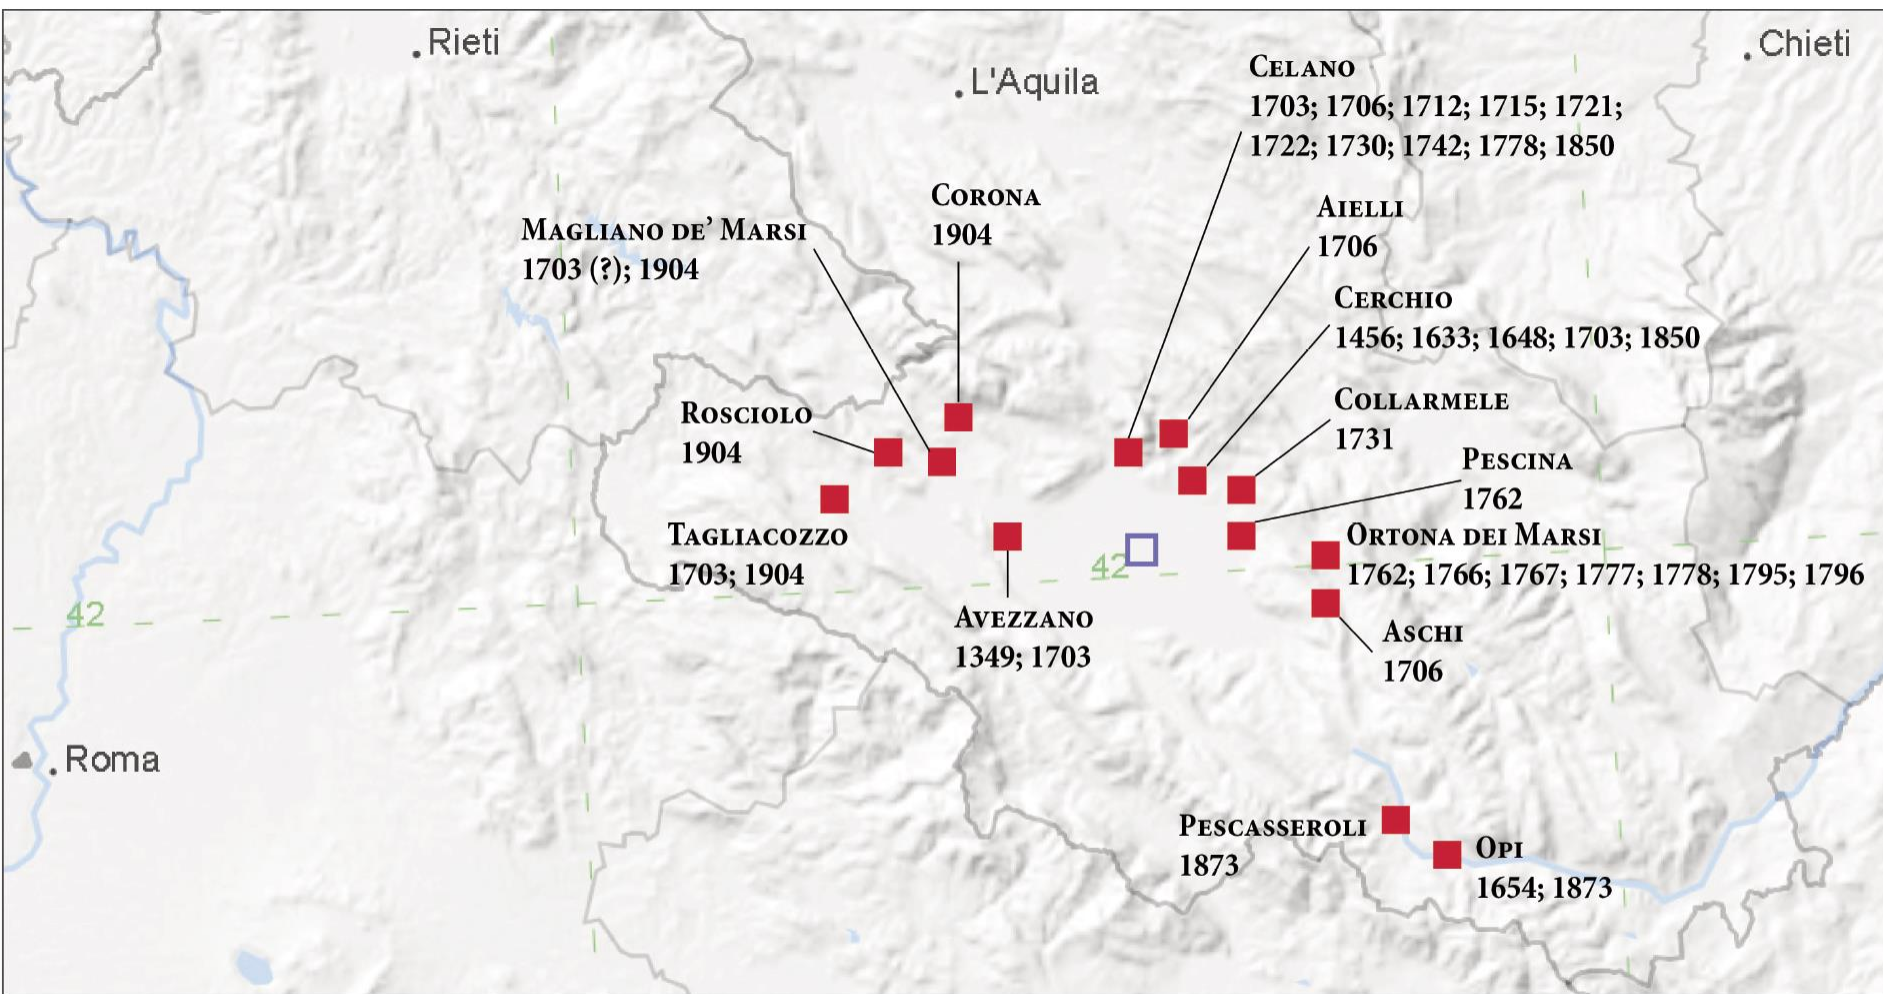 Rieti
Chieti
L'Aquila
Celano
1703; 1706; 1712; 1715; 1721;
1722; 1730; 1742; 1778; 1850
Corona
1904
Aielli
1706
Magliano de’ Marsi
1703 (?); 1904
Cerchio
1456; 1633; 1648; 1703; 1850
Rosciolo
1904
Collarmele
1731
Pescina
1762
Tagliacozzo
1703; 1904
Ortona dei Marsi
1762; 1766; 1767; 1777; 1778; 1795; 1796
42
42
Avezzano
1349; 1703
Aschi
1706
Roma
Pescasseroli
1873
Opi
1654; 1873